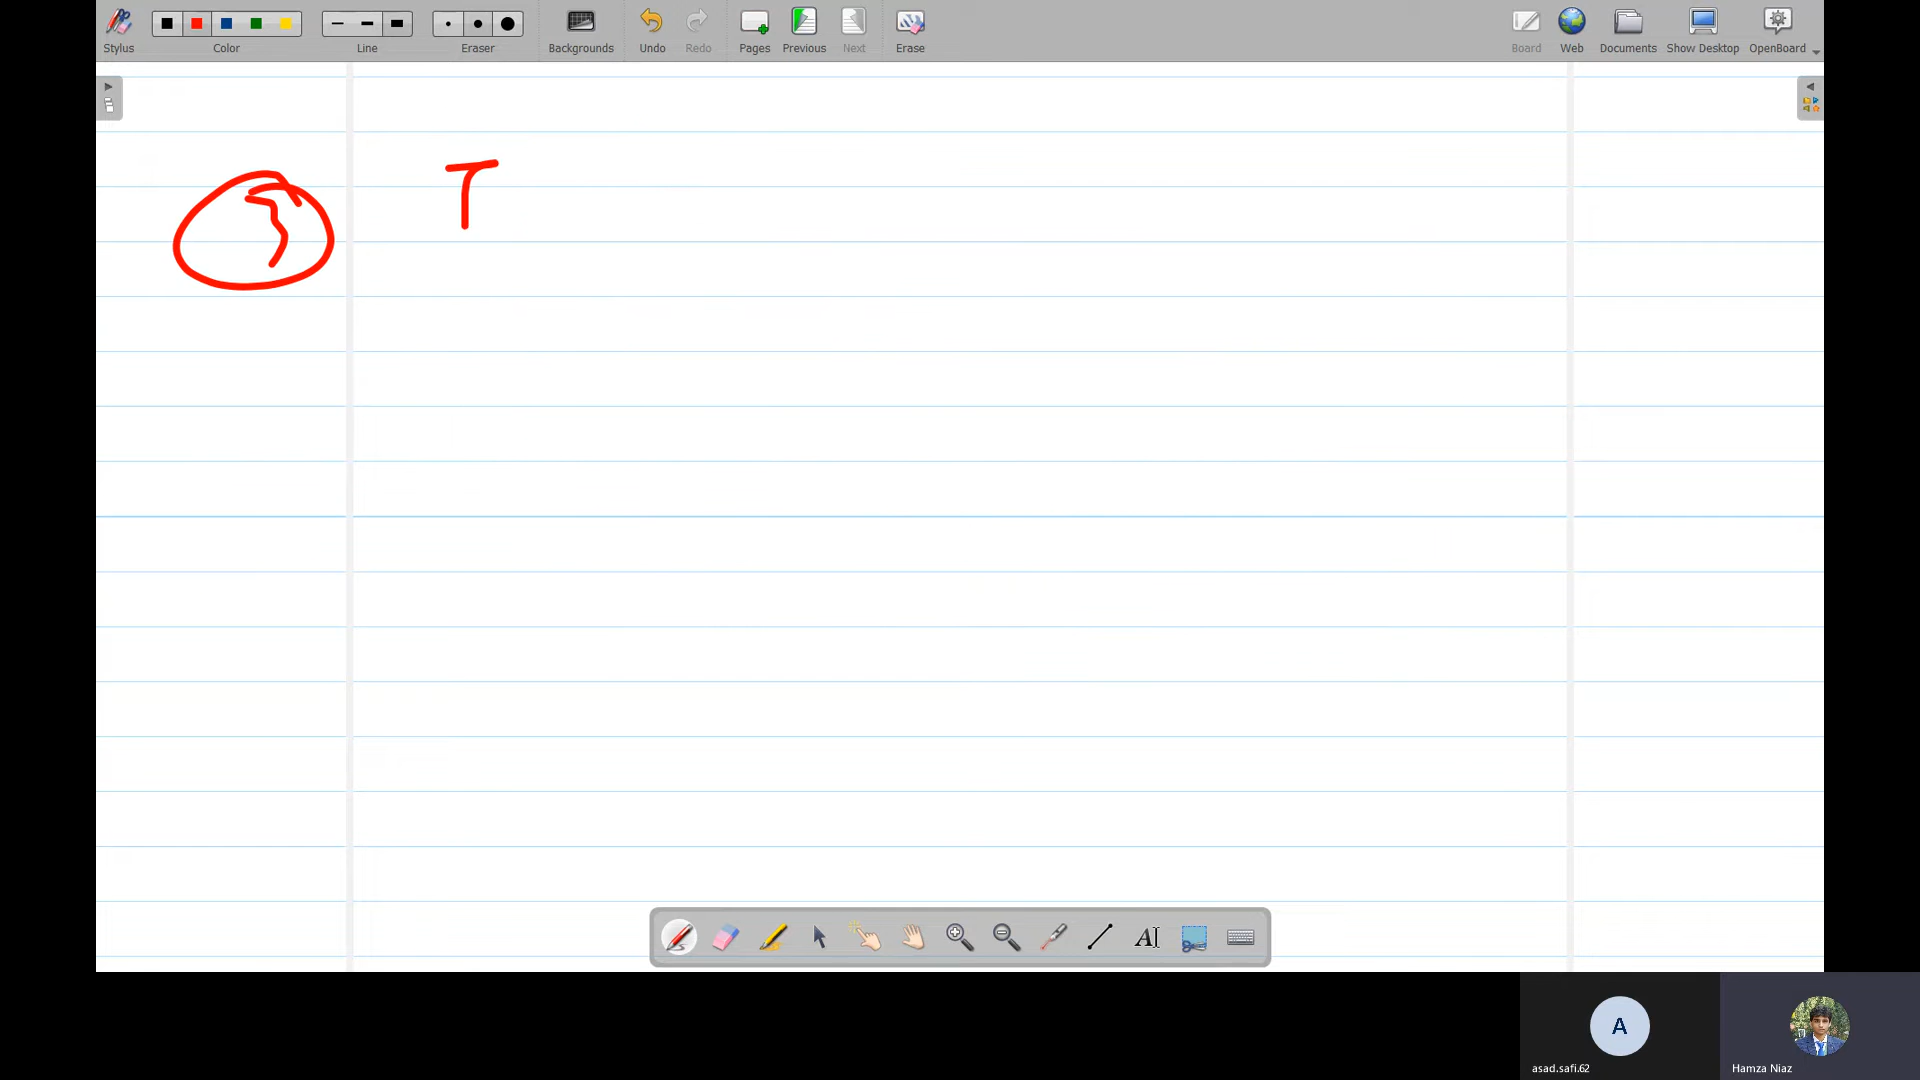 Stylus Color Line Eraser Backgrounds Undo Redo Pages Previous Next Erase Board Web Documents Show Desktop OpenBoard
3 T
A
A
asad.safi.62 Hamza Niaz